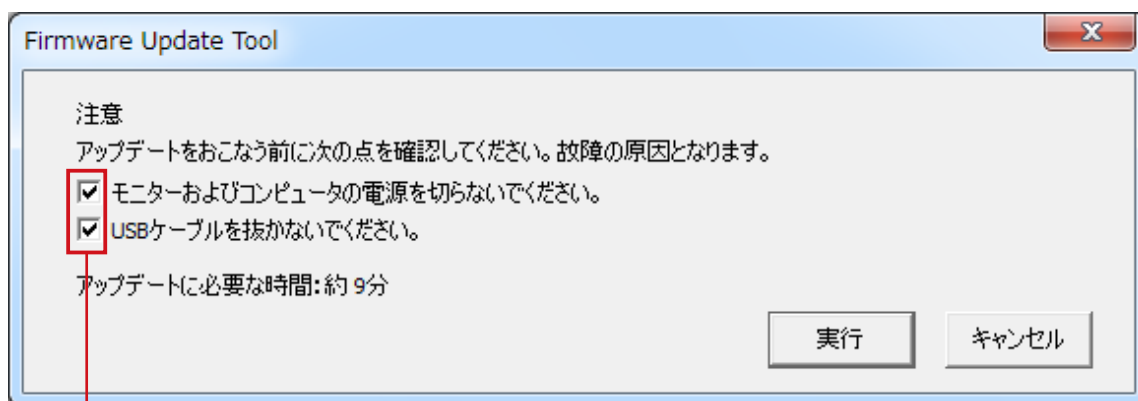 Firmware Update Tool
注意
アップデートをおこなう前に次の点を確認してください。故障の原因となります。
モニターおよびコンピュータの電源を切らないでください。
USBケーブルを抜かないでください。
アップデートに必要な時間:約 9分
実行
キャンセル